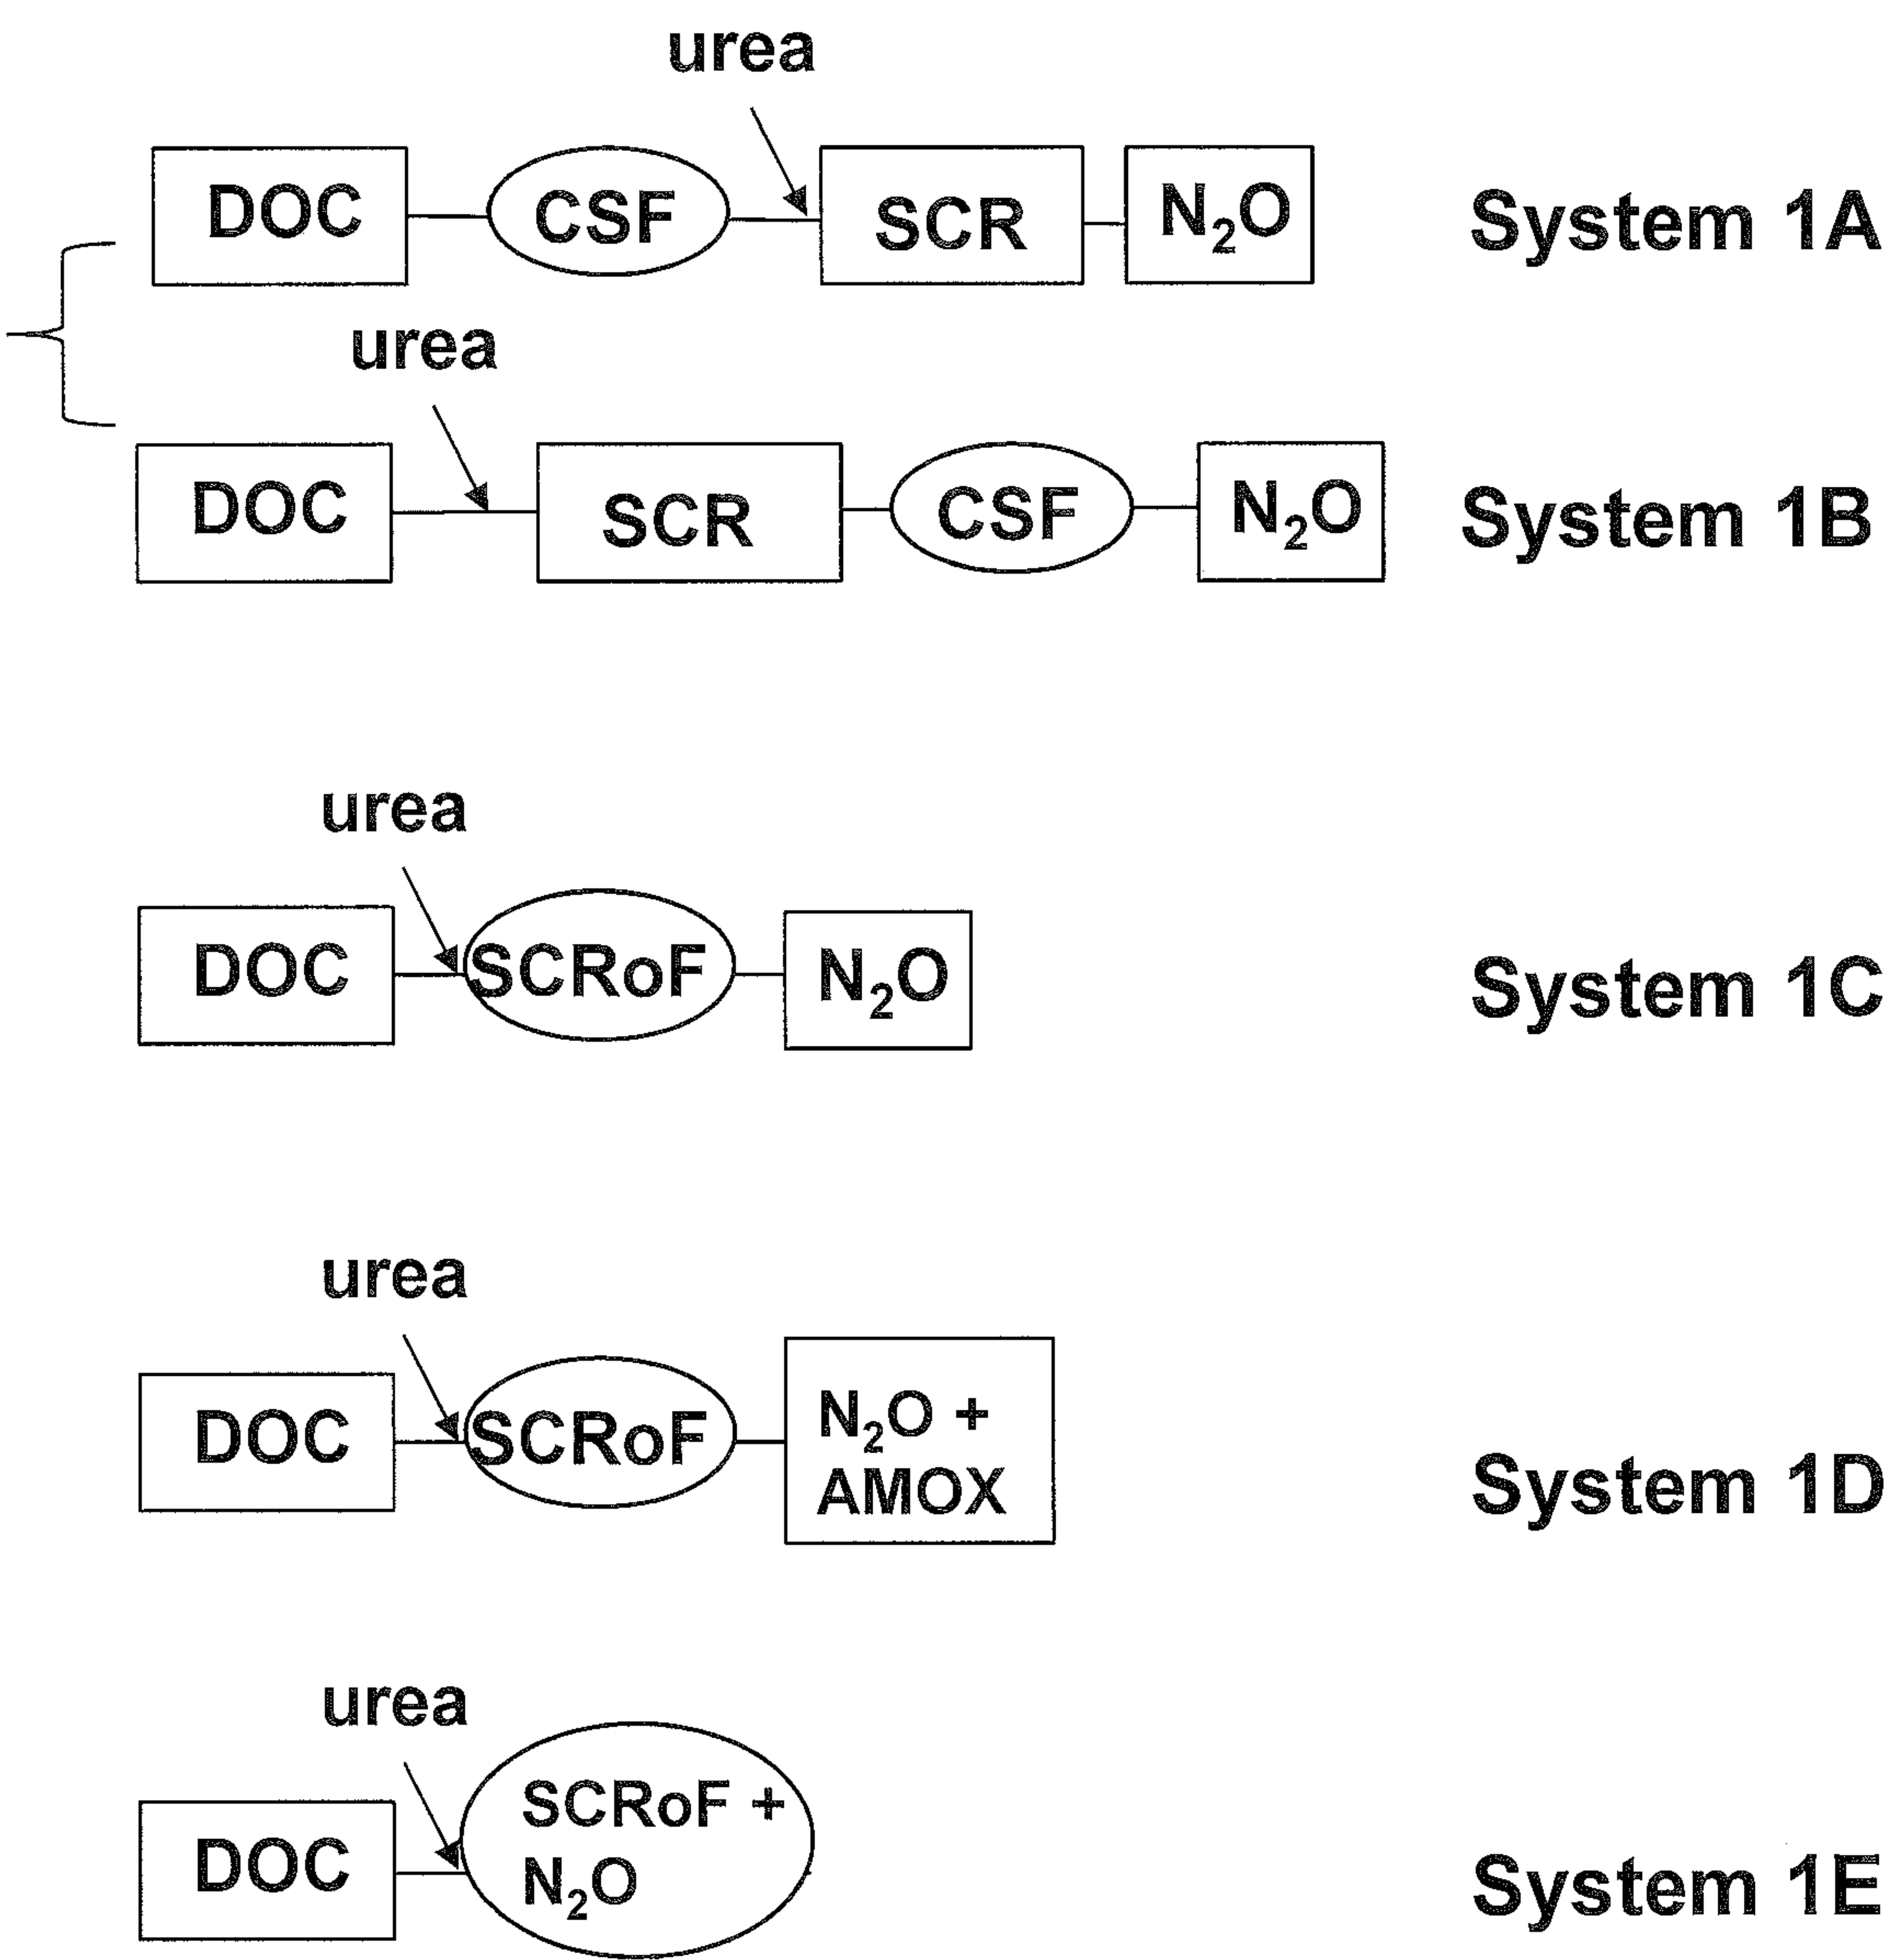 urea
DOC CSF SCR N₂O System 1A
urea
DOC SCR CSF N₂O System 1B
urea
DOC SCRoF N₂O System 1C
urea
DOC SCRoF N₂O + AMOX System 1D
urea
DOC SCRoF + N₂O System 1E